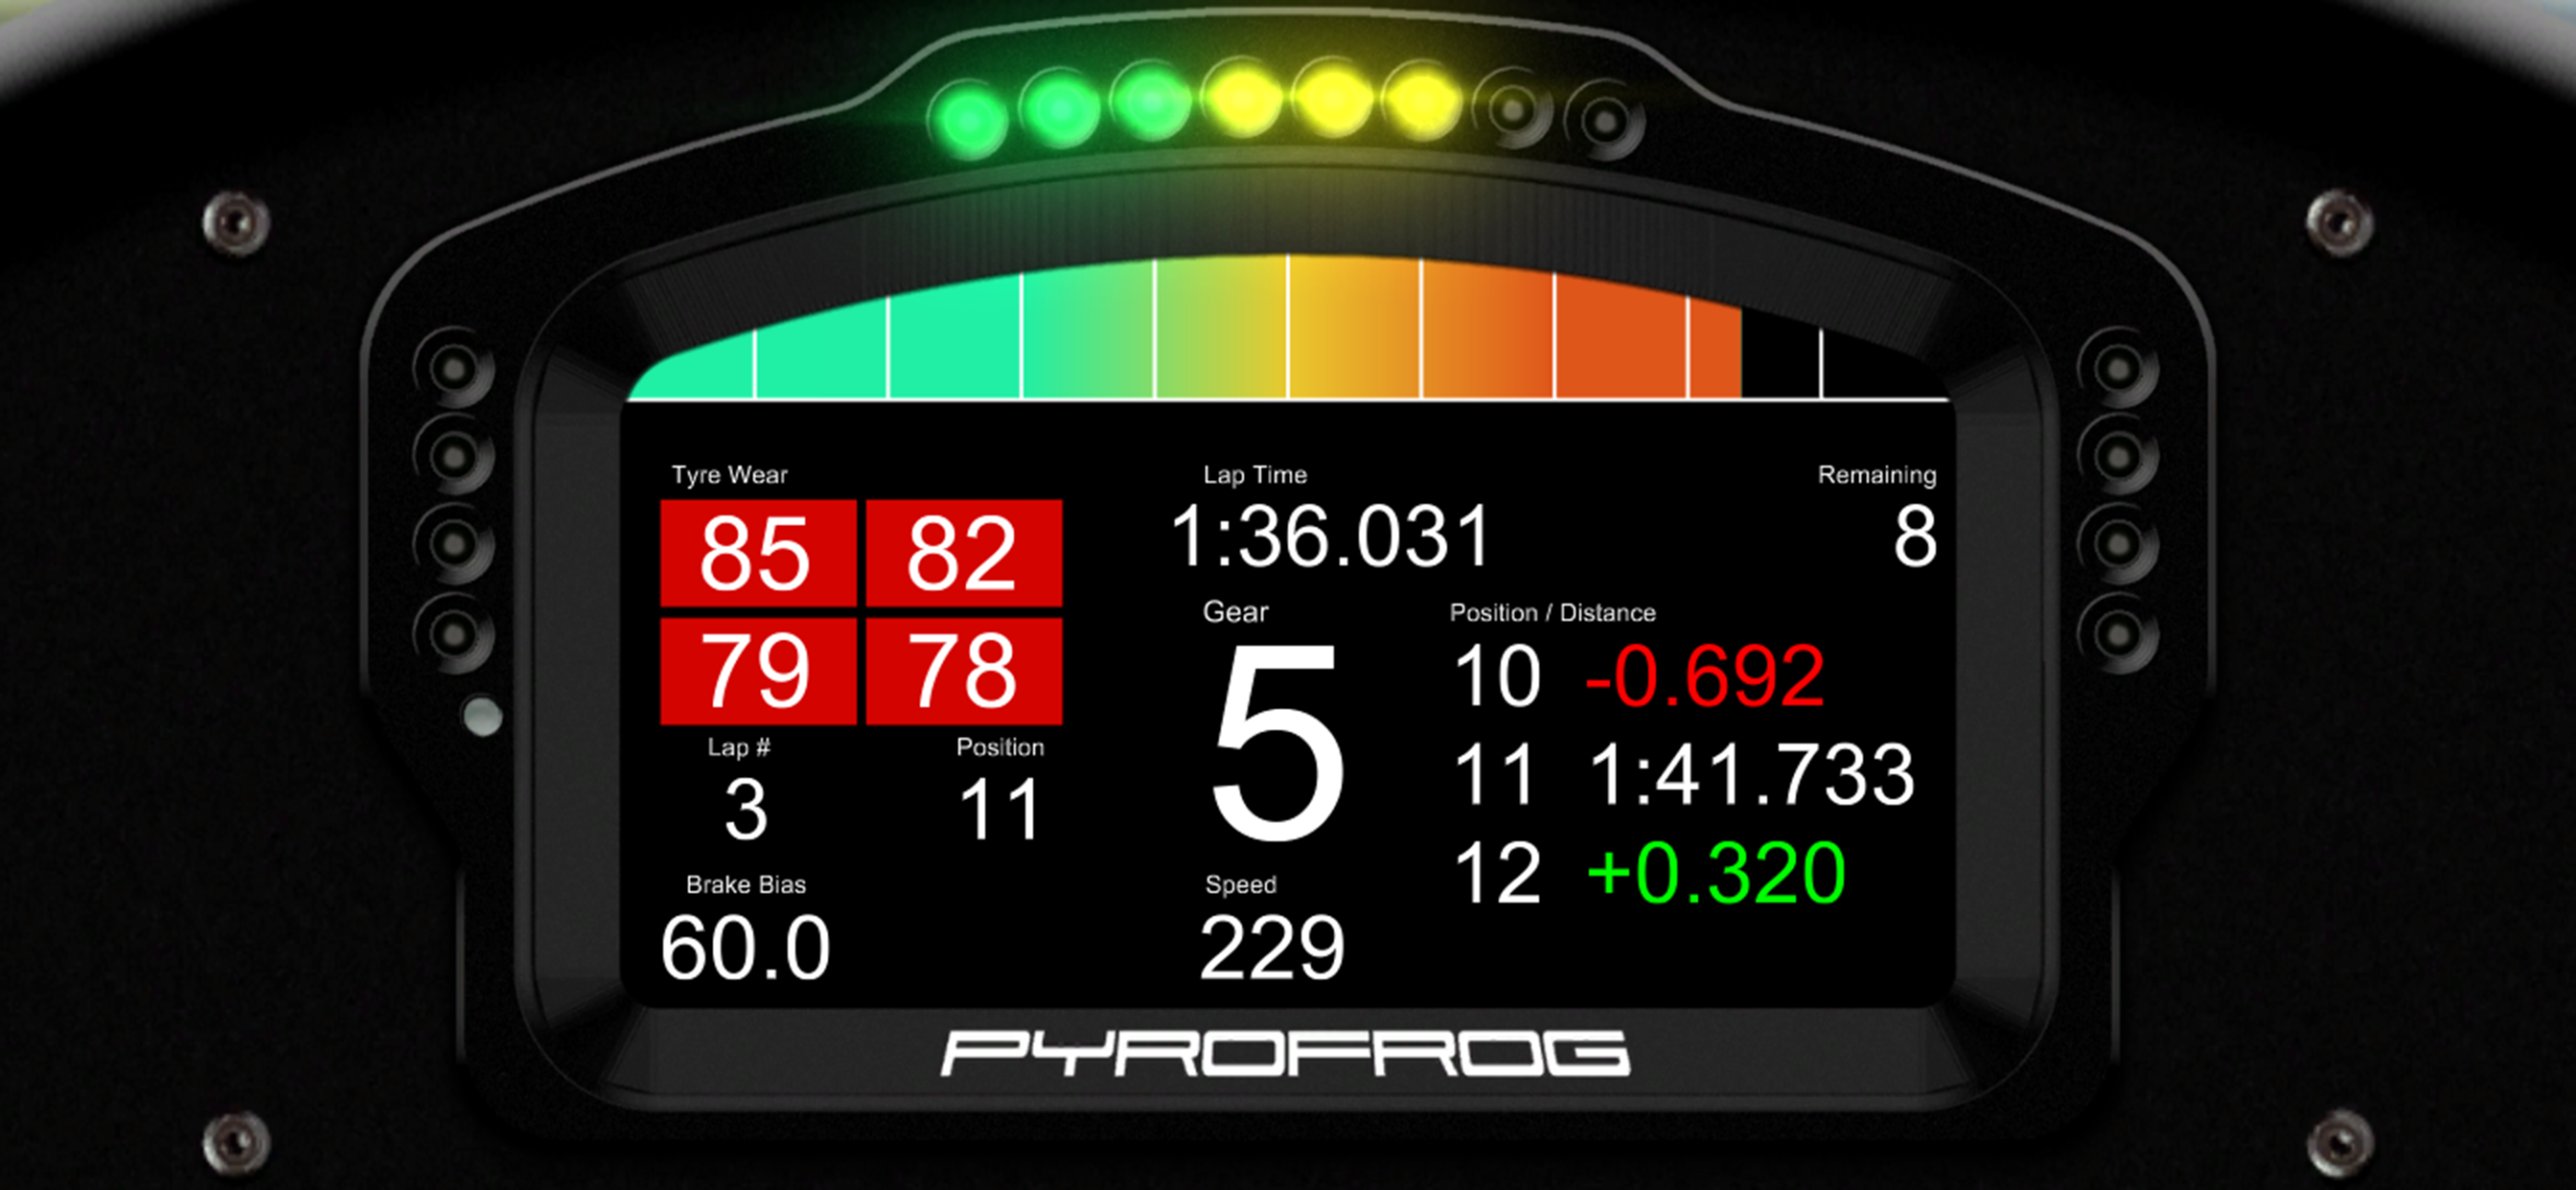 Tyre Wear
85 82
79 78
Lap # Position
3 11
Brake Bias
60.0
Lap Time
1:36.031
Gear
5
Speed
229
Remaining
8
Position / Distance
10 -0.692
11 1:41.733
12 +0.320
PYROFROG